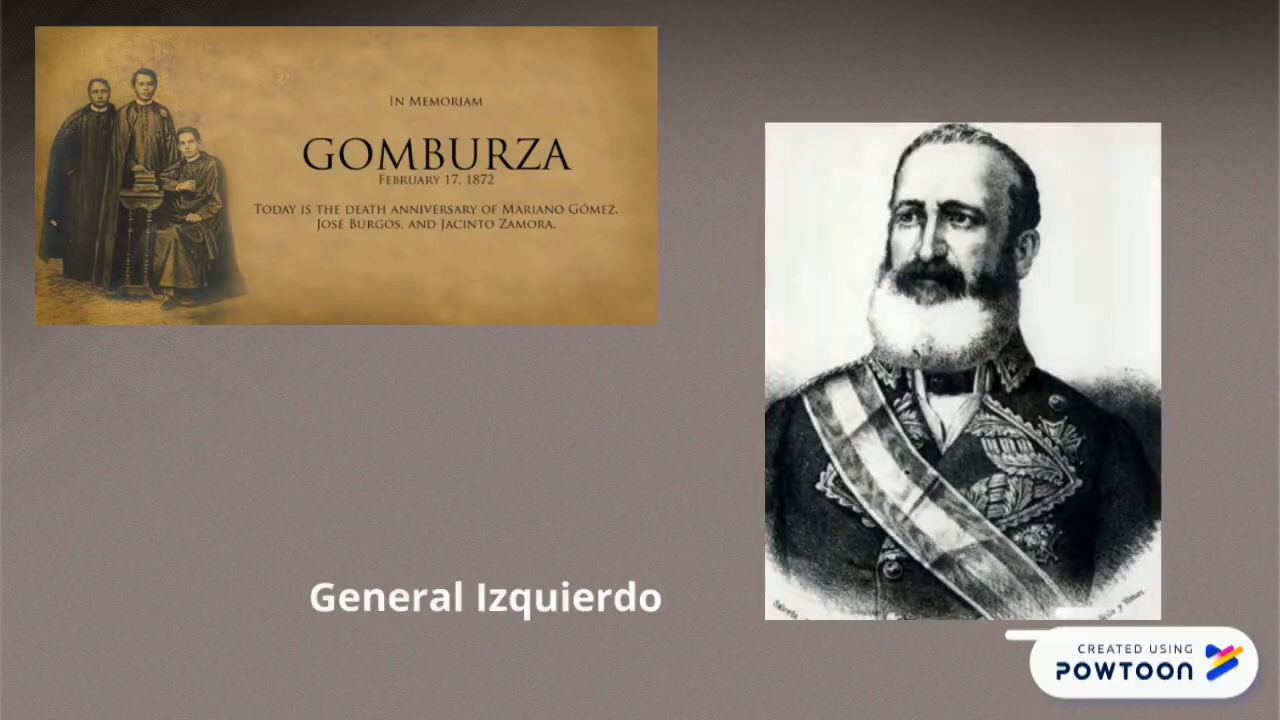 In Memoriam
GOMBURZA
February 17, 1872
Today is the death anniversary of Mariano Gómez,
José Burgos, and Jacinto Zamora.
General Izquierdo
CREATED USING
POWTOON